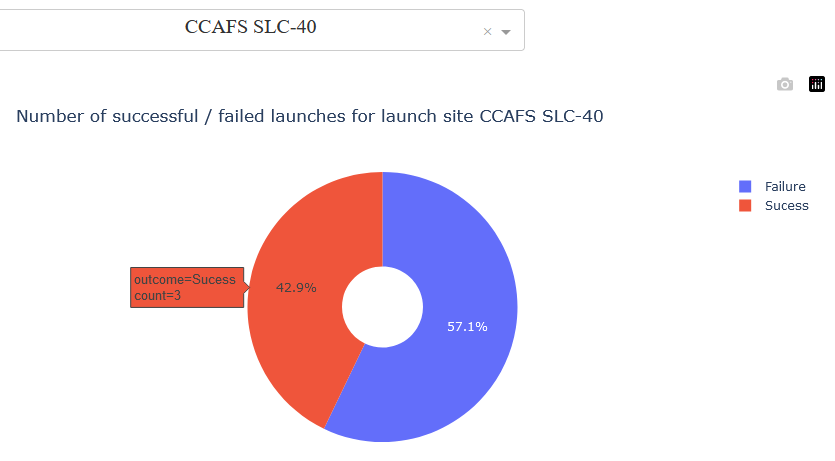 CCAFS SLC-40
×
Number of successful / failed launches for launch site CCAFS SLC-40
Failure
Sucess
outcome=Sucess
count=3
42.9%
57.1%